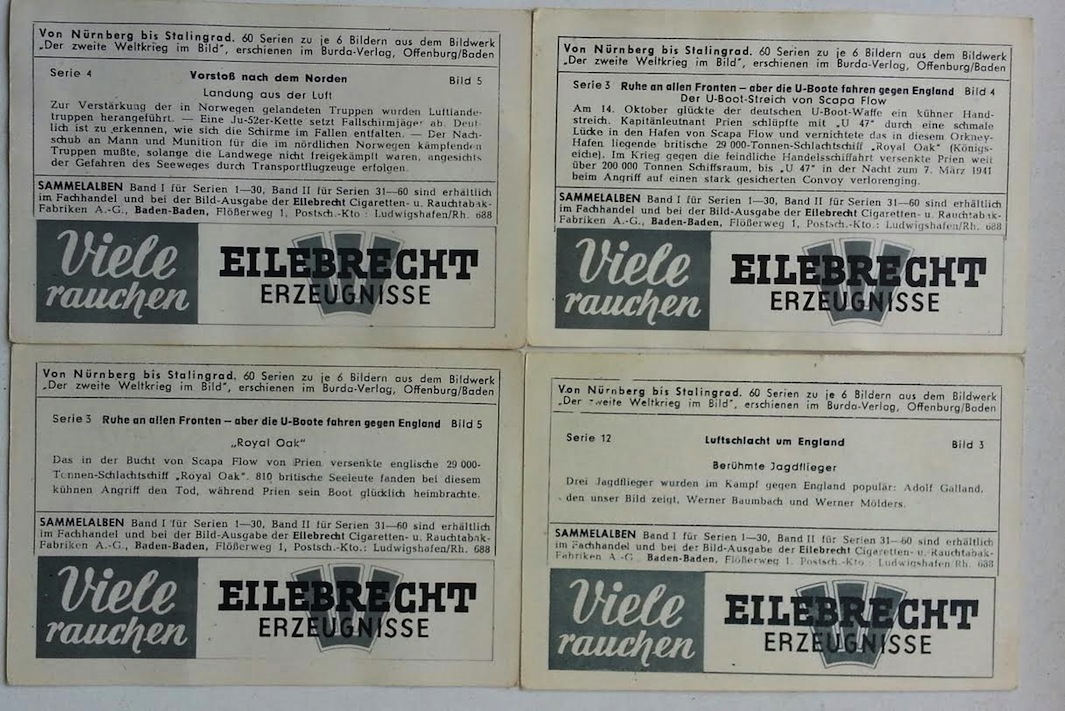 Von Nürnberg bis Stalingrad. 60 Serien zu je 6 Bildern aus dem Bildwerk
„Der zweite Weltkrieg im Bild", erschienen im Burda-Verlag, Offenburg/Baden
Serie 4 Vorstoß nach dem Norden Bild 5
Landung aus der Luft
Zur Verstärkung der in Norwegen gelandeten Truppen wurden Luftlande-
truppen herangeführt. — Eine Ju-52er-Kette setzt Fallschirmjäger ab. Deut-
lich ist zu erkennen, wie sich die Schirme im Fallen entfalten. — Der Nach-
schub an Mann und Munition für die im nördlichen Norwegen kämpfenden
Truppen mußte, solange die Landwege nicht freigekämpft waren, angesichts
der Gefahren des Seeweges durch Transportflugzeuge erfolgen.
SAMMELALBEN Band I für Serien 1—30, Band II für Serien 31—60 sind erhältlich
im Fachhandel und bei der Bild-Ausgabe der Eilebrecht Cigaretten- u. Rauchtabak-
Fabriken A.-G., Baden-Baden, Flößerweg 1, Postsch.-Kto : Ludwigshafen/Rh. 688
Viele
rauchen
EILEBRECHT
ERZEUGNISSE
Von Nürnberg bis Stalingrad. 60 Serien zu je 6 Bildern aus dem Bildwerk
„Der zweite Weltkrieg im Bild", erschienen im Burda-Verlag, Offenburg/Baden
Serie 3 Ruhe an allen Fronten – aber die U-Boote fahren gegen England Bild 4
Der U-Boot-Streich von Scapa Flow
Am 14. Oktober glückte der deutschen U-Boot-Waffe ein kühner Hand-
streich. Kapitänleutnant Prien schlüpfte mit „U 47" durch eine schmale
Lücke in den Hafen von Scapa Flow und vernichtete das in diesem Orkney-
Hafen liegende britische 29 000-Tonnen-Schlachtschiff „Royal Oak" (Königs-
eiche). Im Krieg gegen die feindliche Handelsschiffahrt versenkte Prien weit
über 200 000 Tonnen Schiffsraum, bis „U 47" in der Nacht zum 7. März 1941
beim Angriff auf einen stark gesicherten Convoy verlorenging.
SAMMELALBEN Band I für Serien 1—30, Band II für Serien 31—60 sind erhältlich
im Fachhandel und bei der Bild-Ausgabe der Eilebrecht Cigaretten- u. Rauchtabak-
Fabriken A.-G., Baden-Baden, Flößerweg 1, Postsch.-Kto.: Ludwigshafen/Rh. 688
Viele
rauchen
EILEBRECHT
ERZEUGNISSE
Von Nürnberg bis Stalingrad. 60 Serien zu je 6 Bildern aus dem Bildwerk
„Der zweite Weltkrieg im Bild", erschienen im Burda-Verlag, Offenburg/Baden
Serie 3 Ruhe an allen Fronten – aber die U-Boote fahren gegen England Bild 5
„Royal Oak"
Das in der Bucht von Scapa Flow von Prien versenkte englische 29 000-
Tonnen-Schlachtschiff „Royal Oak". 810 britische Seeleute fanden bei diesem
kühnen Angriff den Tod, während Prien sein Boot glücklich heimbrachte.
SAMMELALBEN Band I für Serien 1—30, Band II für Serien 31—60 sind erhältlich
im Fachhandel und bei der Bild-Ausgabe der Eilebrecht Cigaretten- u. Rauchtabak-
Fabriken A.-G., Baden-Baden, Flößerweg 1, Postsch.-Kto.: Ludwigshafen/Rh. 688
Viele
rauchen
EILEBRECHT
ERZEUGNISSE
Von Nürnberg bis Stalingrad. 60 Serien zu je 6 Bildern aus dem Bildwerk
„Der zweite Weltkrieg im Bild", erschienen im Burda-Verlag, Offenburg/Baden
Serie 12 Luftschlacht um England Bild 3
Berühmte Jagdflieger
Drei Jagdflieger wurden im Kampf gegen England populär: Adolf Galland,
den unser Bild zeigt, Werner Baumbach und Werner Mölders.
SAMMELALBEN Band I für Serien 1—30, Band II für Serien 31—60 sind erhältlich
im Fachhandel und bei der Bild-Ausgabe der Eilebrecht Cigaretten- u. Rauchtabak-
Fabriken A.-G., Baden-Baden, Flößerweg 1, Postsch.-Kto.: Ludwigshafen/Rh. 688
Viele
rauchen
EILEBRECHT
ERZEUGNISSE